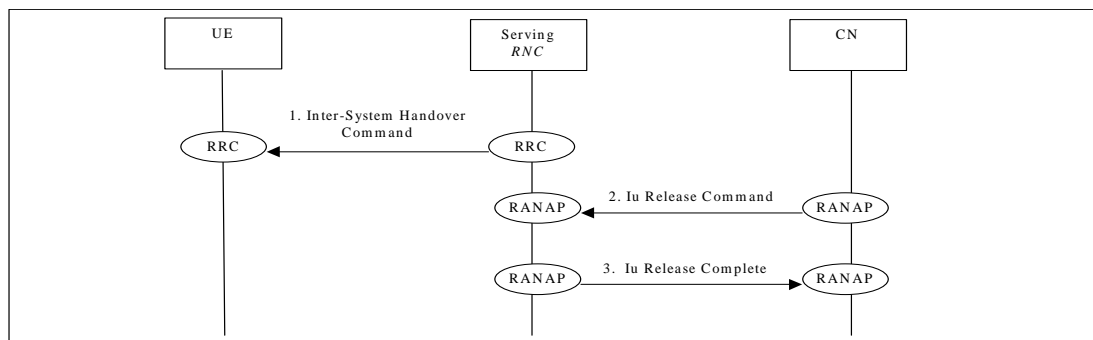 UE
Serving
RNC
CN
1. Inter-System Handover
Command
RRC
RRC
2. Iu Release Command
RANAP
RANAP
3. Iu Release Complete
RANAP
RANAP